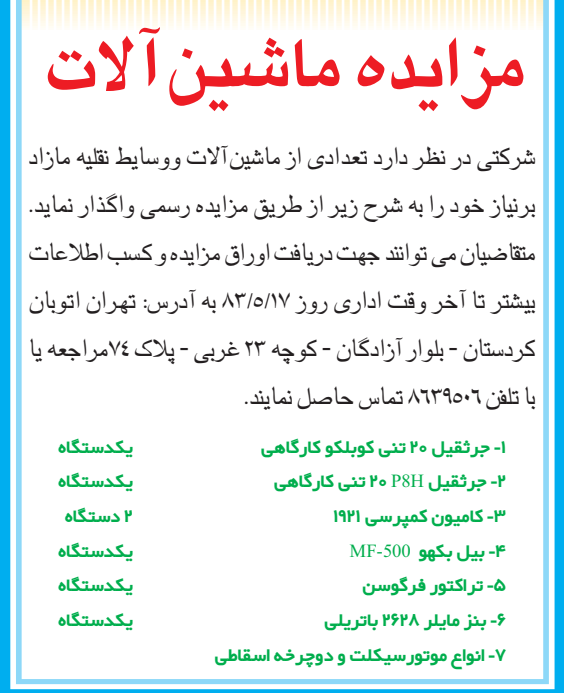 مزایده ماشین‌آلات
شرکتی در نظر دارد تعدادی از ماشین‌آلات ووسایط نقلیه مازاد
برنیاز خود را به شرح زیر از طریق مزایده رسمی واگذار نماید.
متقاضیان می توانند جهت دریافت اوراق مزایده و کسب اطلاعات
بیشتر تا آخر وقت اداری روز ۸۳/۵/۱۷ به آدرس: تهران اتوبان
کردستان - بلوار آزادگان - کوچه ۲۳ غربی - پلاک ۷۴مراجعه یا
با تلفن ۸۶۳۹۵۰۶ تماس حاصل نمایند.
۱- جرثقیل ۲۰ تنی کوبلکو کارگاهی یکدستگاه
۲- جرثقیل P8H ۲۰ تنی کارگاهی یکدستگاه
۳- کامیون کمپرسی ۱۹۲۱ ۲ دستگاه
۴- بیل بکهو MF-500 یکدستگاه
۵- تراکتور فرگوسن یکدستگاه
۶- بنز مایلر ۲۶۲۸ باتریلی یکدستگاه
۷- انواع موتورسیکلت و دوچرخه اسقاطی